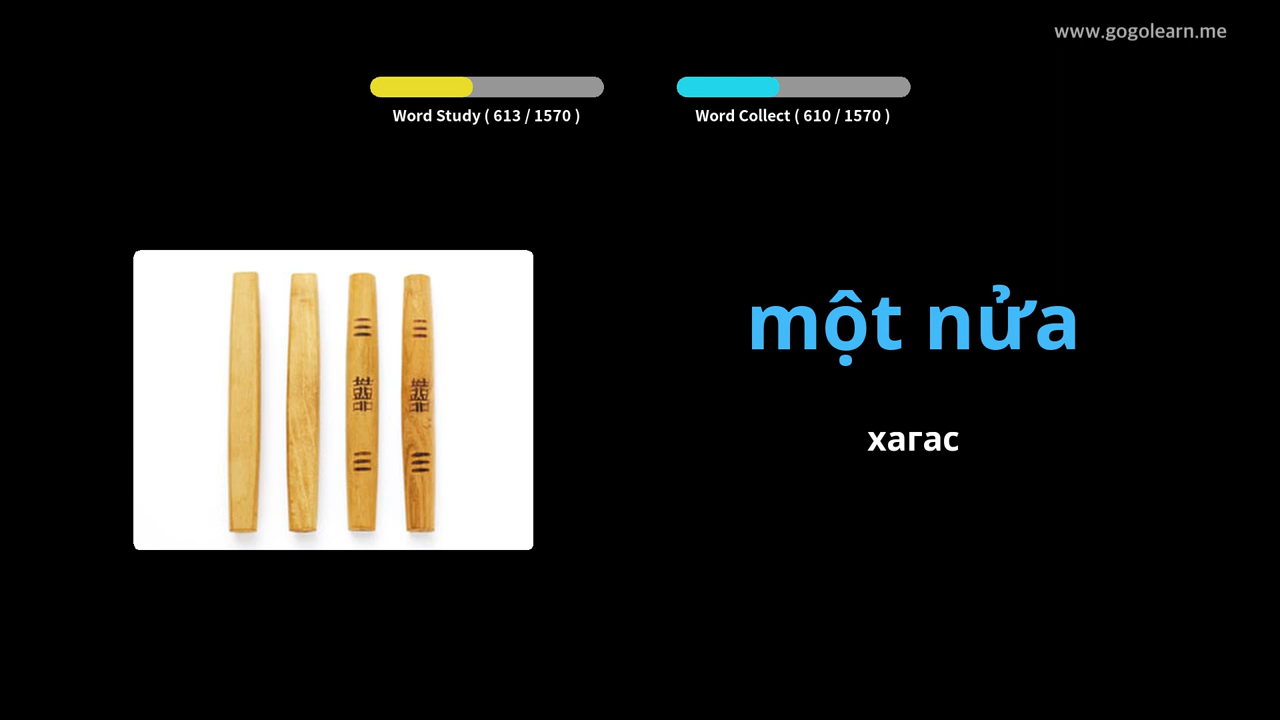 www.gogolearn.me
Word Study ( 613 / 1570 )
Word Collect ( 610 / 1570 )
một nửa
хагас